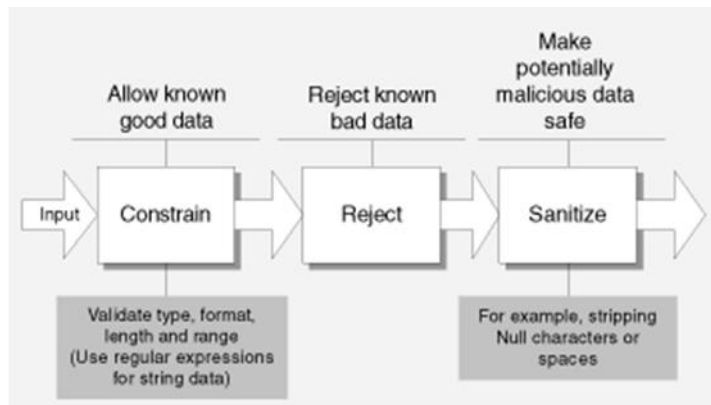 Allow known
good data
Reject known
bad data
Make
potentially
malicious data
safe
Input
Constrain
Reject
Sanitize
Validate type, format,
length and range
(Use regular expressions
for string data)
For example, stripping
Null characters or
spaces